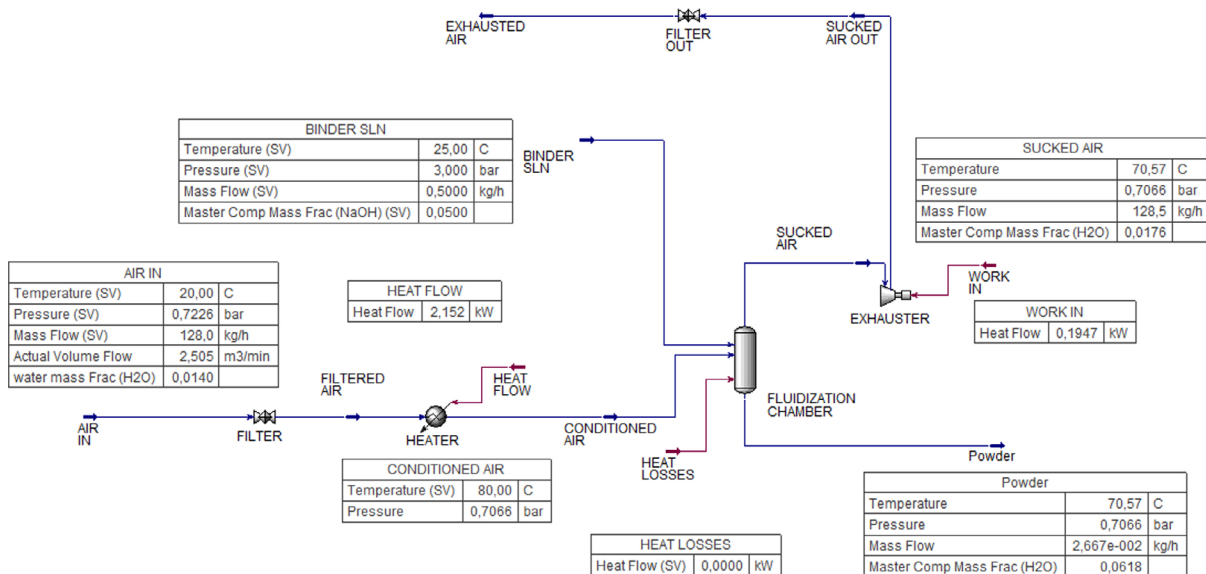 EXHAUSTED
AIR
FILTER
OUT
SUCKED
AIR OUT
BINDER SLN
Temperature (SV) 25,00 C
Pressure (SV) 3,000 bar
Mass Flow (SV) 0,5000 kg/h
Master Comp Mass Frac (NaOH) (SV) 0,0500
BINDER
SLN
SUCKED AIR
Temperature 70,57 C
Pressure 0,7066 bar
Mass Flow 128,5 kg/h
Master Comp Mass Frac (H2O) 0,0176
SUCKED
AIR
WORK
IN
EXHAUSTER
WORK IN
Heat Flow 0,1947 kW
AIR IN
Temperature (SV) 20,00 C
Pressure (SV) 0,7226 bar
Mass Flow (SV) 128,0 kg/h
Actual Volume Flow 2,505 m3/min
water mass Frac (H2O) 0,0140
HEAT FLOW
Heat Flow 2,152 kW
FILTERED
AIR
HEAT
FLOW
AIR
IN
FILTER
HEATER
CONDITIONED
AIR
FLUIDIZATION
CHAMBER
HEAT
LOSSES
Powder
CONDITIONED AIR
Temperature (SV) 80,00 C
Pressure 0,7066 bar
Powder
Temperature 70,57 C
Pressure 0,7066 bar
Mass Flow 2,667e-002 kg/h
Master Comp Mass Frac (H2O) 0,0618
HEAT LOSSES
Heat Flow (SV) 0,0000 kW